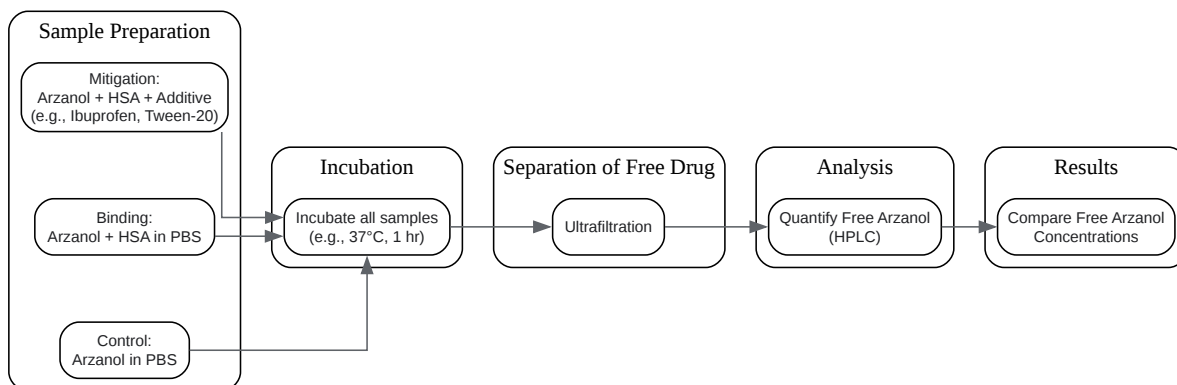 Sample Preparation
Mitigation:
Arzanol + HSA + Additive
(e.g., Ibuprofen, Tween-20)
Binding:
Arzanol + HSA in PBS
Control:
Arzanol in PBS
Incubation
Incubate all samples
(e.g., 37°C, 1 hr)
Separation of Free Drug
Ultrafiltration
Analysis
Quantify Free Arzanol
(HPLC)
Results
Compare Free Arzanol
Concentrations